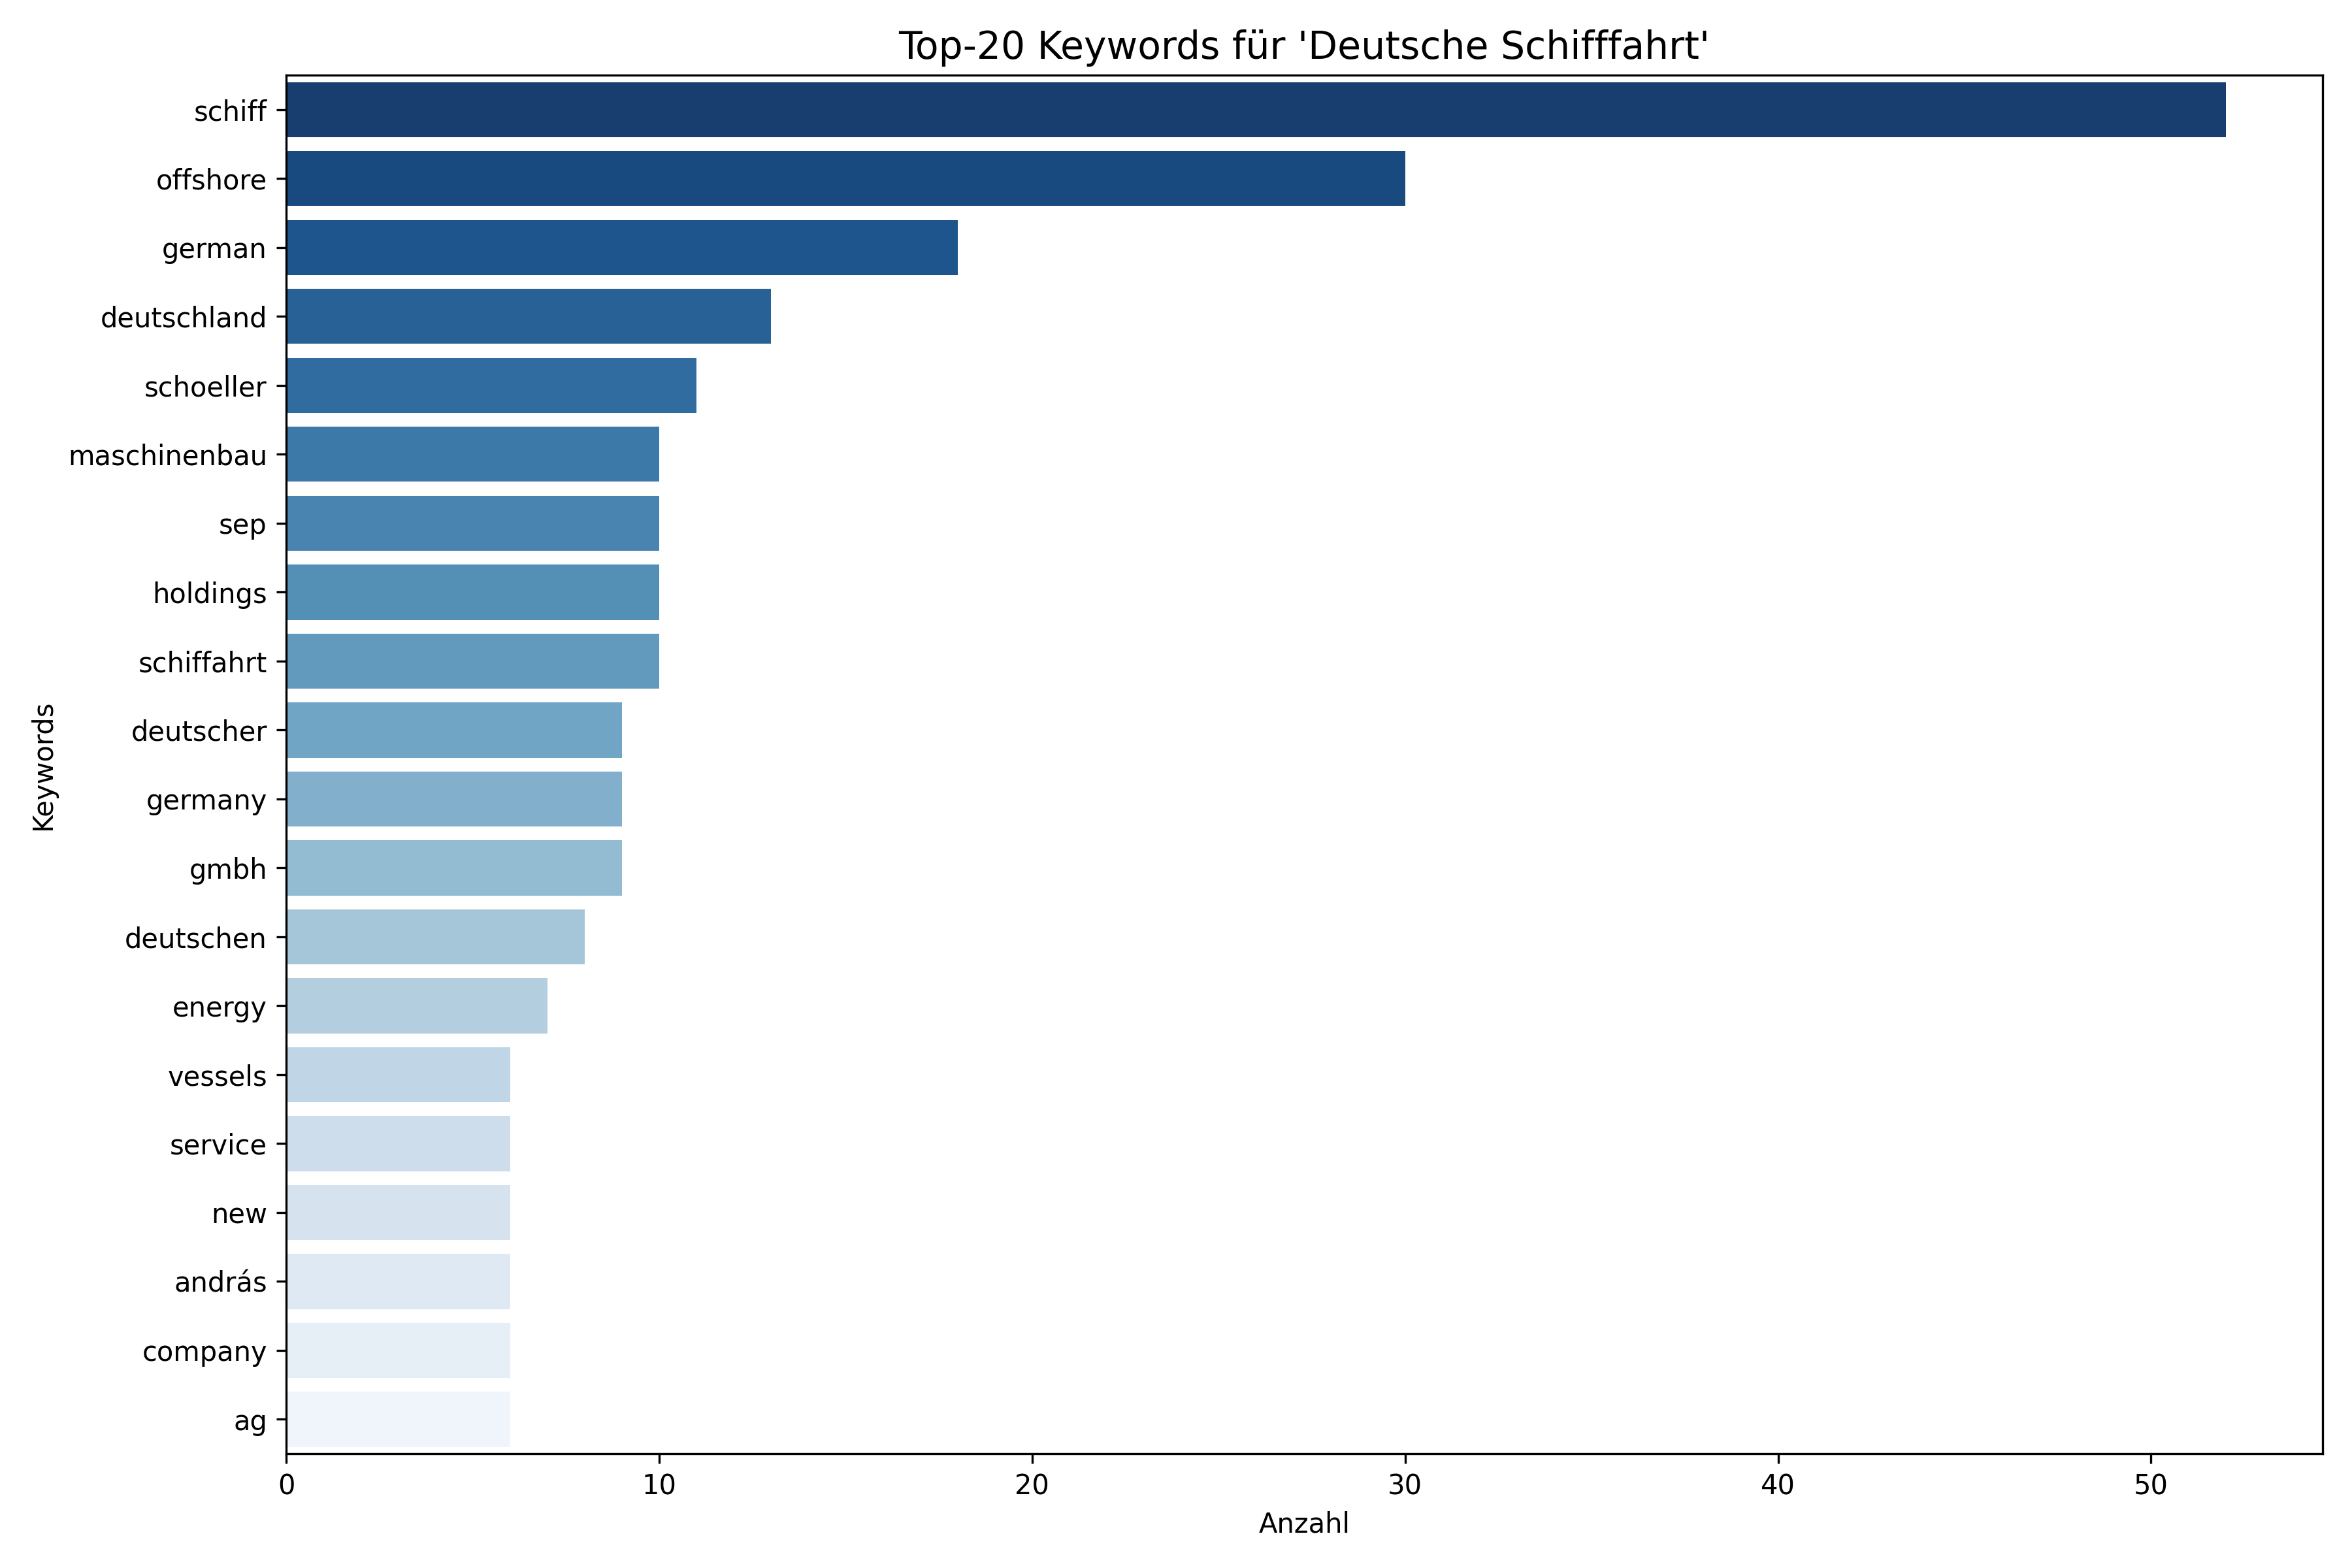 Top-20 Keywords für 'Deutsche Schifffahrt'
schiff
offshore
german
deutschland
schoeller
maschinenbau
sep
holdings
schiffahrt
deutscher
germany
gmbh
deutschen
energy
vessels
service
new
andrás
company
ag
Keywords
0 10 20 30 40 50
Anzahl